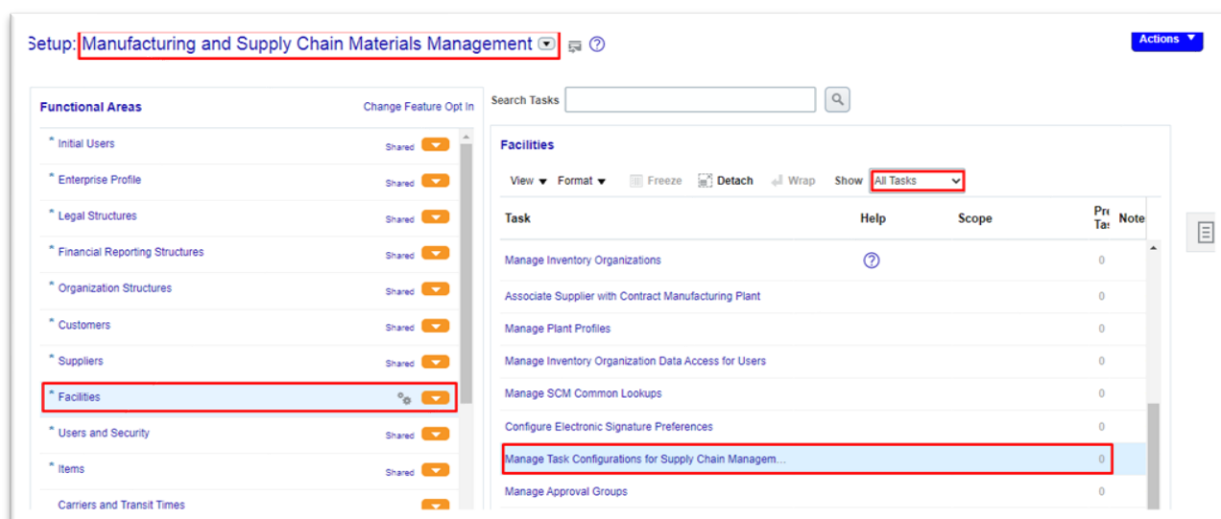 Setup: Manufacturing and Supply Chain Materials Management
Actions
Functional Areas
Change Feature Opt In
Initial Users
Shared
Enterprise Profile
Shared
Legal Structures
Shared
Financial Reporting Structures
Shared
Organization Structures
Shared
Customers
Shared
Suppliers
Shared
Facilities
Users and Security
Shared
Items
Shared
Carriers and Transit Times
Search Tasks
Facilities
View Format Freeze Detach Wrap Show All Tasks
Task Help Scope Note
Manage Inventory Organizations 0
Associate Supplier with Contract Manufacturing Plant 0
Manage Plant Profiles 0
Manage Inventory Organization Data Access for Users 0
Manage SCM Common Lookups 0
Configure Electronic Signature Preferences 0
Manage Task Configurations for Supply Chain Managem... 0
Manage Approval Groups 0